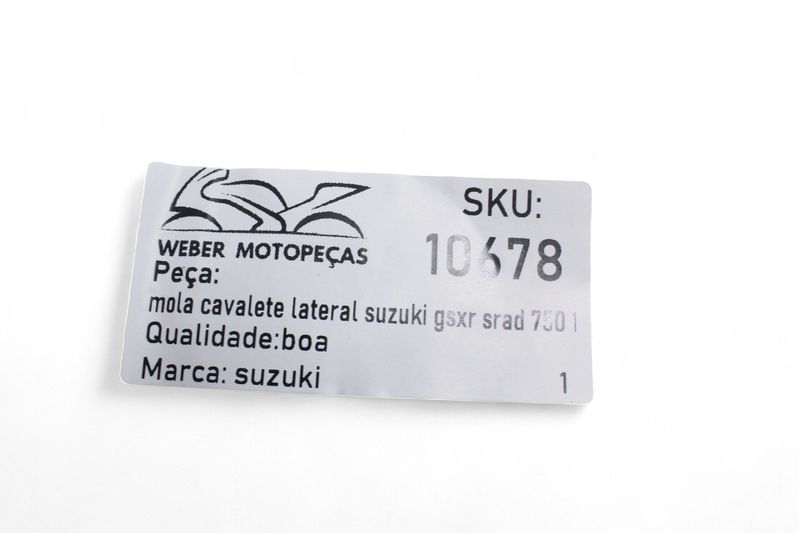 WEBER MOTOPEÇAS
SKU:
10678
Peça:
mola cavalete lateral suzuki gsxr srad 750 1
Qualidade:boa
Marca: suzuki
1